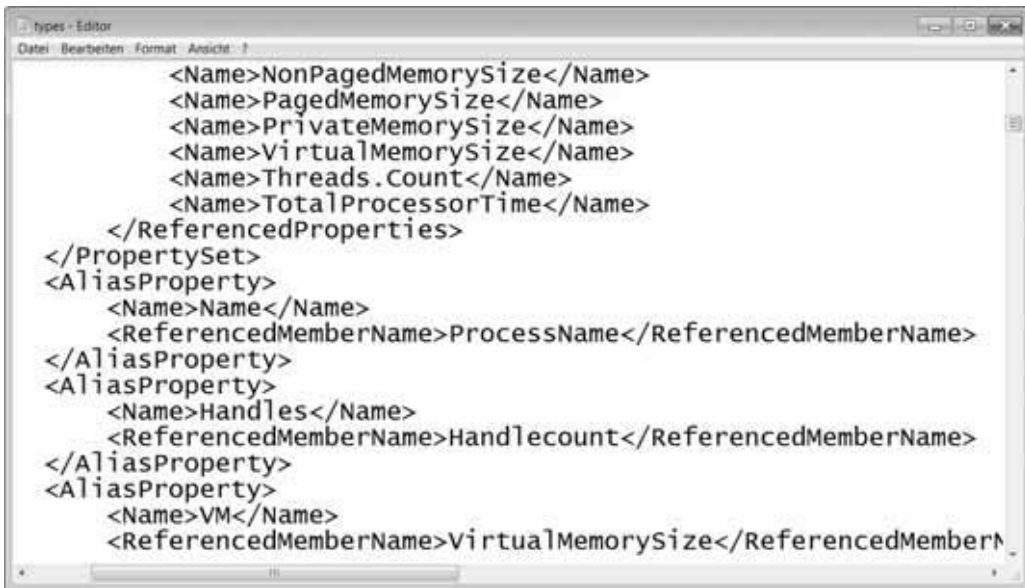 types - Editor
Datei Bearbeiten Format Ansicht ?
<Name>NonPagedMemorySize</Name>
<Name>PagedMemorySize</Name>
<Name>PrivateMemorySize</Name>
<Name>VirtualMemorySize</Name>
<Name>Threads.Count</Name>
<Name>TotalProcessorTime</Name>
</ReferencedProperties>
</PropertySet>
<AliasProperty>
<Name>Name</Name>
<ReferencedMemberName>ProcessName</ReferencedMemberName>
</AliasProperty>
<AliasProperty>
<Name>Handles</Name>
<ReferencedMemberName>Handlecount</ReferencedMemberName>
</AliasProperty>
<AliasProperty>
<Name>VM</Name>
<ReferencedMemberName>VirtualMemorySize</ReferencedMemberN